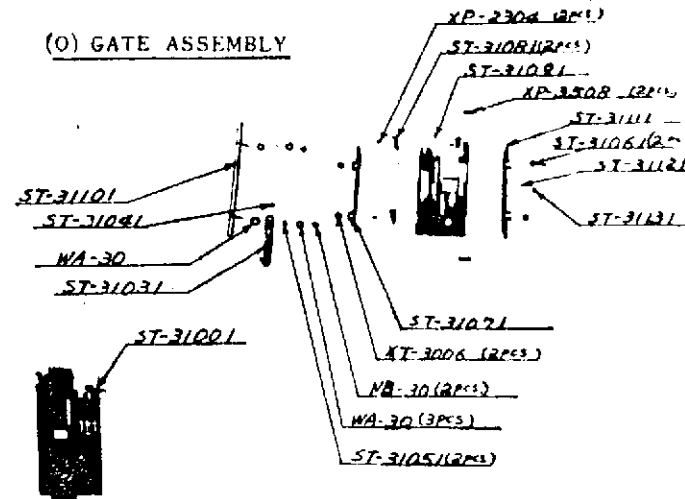 (O) GATE ASSEMBLY
XP-2304 (2PCS)
ST-31081 (2PCS)
ST-31091
XP-3508 (2PCS)
ST-31111
ST-31061 (2
ST-31121
ST-31131
ST-31101
ST-31041
WA-30
ST-31031
ST-31001
ST-31071
XT-3006 (2PCS)
NB-30 (2PCS)
WA-30 (3PCS)
ST-31051 (2PCS)